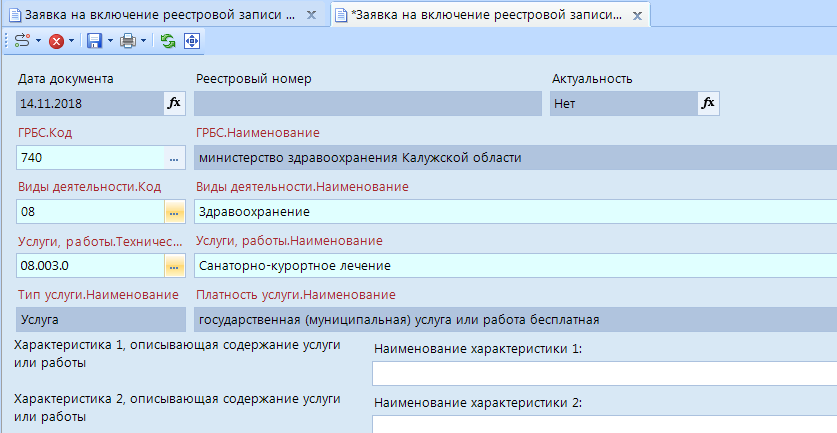 Заявка на включение реестровой записи ...
*Заявка на включение реестровой записи...
Дата документа
Реестровый номер
Актуальность
14.11.2018
fx
Нет
fx
ГРБС.Код
ГРБС.Наименование
740
...
министерство здравоохранения Калужской области
Виды деятельности.Код
Виды деятельности.Наименование
08
...
Здравоохранение
Услуги, работы.Техничес...
Услуги, работы.Наименование
08.003.0
...
Санаторно-курортное лечение
Тип услуги.Наименование
Платность услуги.Наименование
Услуга
государственная (муниципальная) услуга или работа бесплатная
Характеристика 1, описывающая содержание услуги
или работы
Наименование характеристики 1:
Характеристика 2, описывающая содержание услуги
или работы
Наименование характеристики 2: